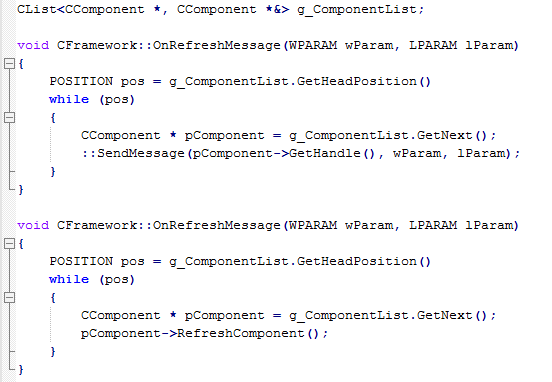 CList<CComponent *, CComponent *&> g_ComponentList;
void CFramework::OnRefreshMessage(WPARAM wParam, LPARAM lParam)
{
POSITION pos = g_ComponentList.GetHeadPosition()
while (pos)
{
CComponent * pComponent = g_ComponentList.GetNext();
::SendMessage(pComponent->GetHandle(), wParam, lParam);
}
}
void CFramework::OnRefreshMessage(WPARAM wParam, LPARAM lParam)
{
POSITION pos = g_ComponentList.GetHeadPosition()
while (pos)
{
CComponent * pComponent = g_ComponentList.GetNext();
pComponent->RefreshComponent();
}
}